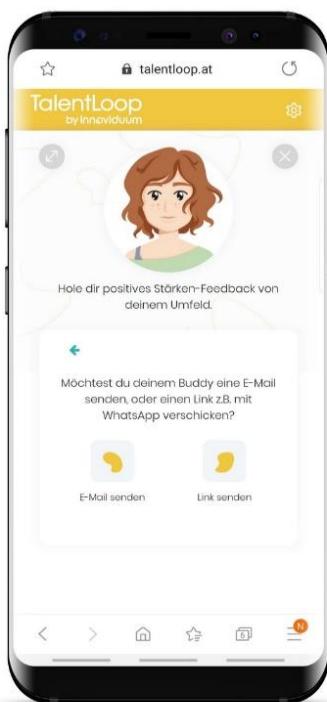 talentloop.at
TalentLoop
by Innoviduum
Hole dir positives Stärken-Feedback von
deinem Umfeld.
Möchtest du deinem Buddy eine E-Mail
senden, oder einen Link z.B. mit
WhatsApp verschicken?
E-Mail senden
Link senden
6
N